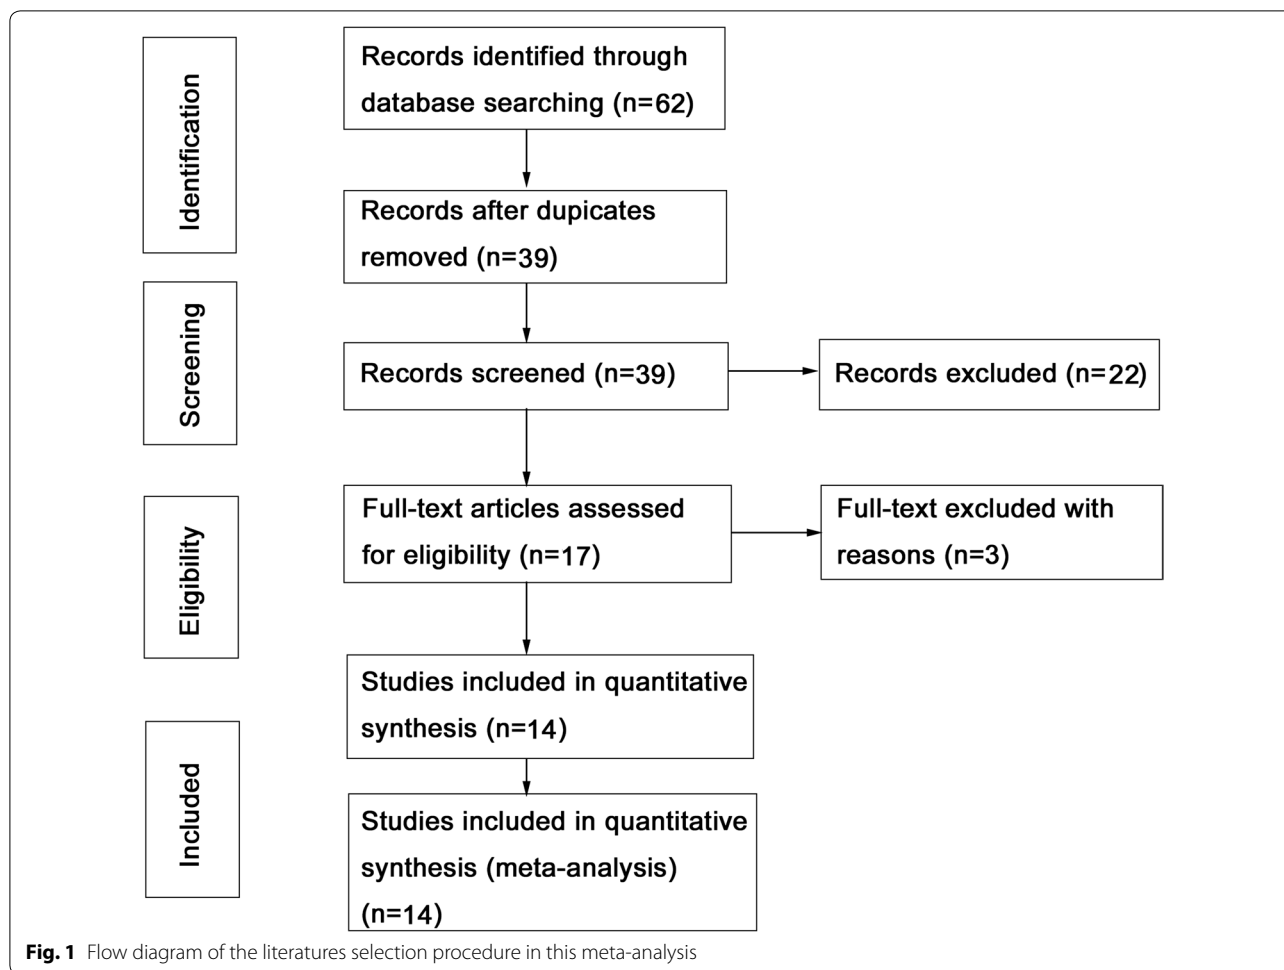 Identification
Records identified through
database searching (n=62)
Records after dupicates
removed (n=39)
Screening
Records screened (n=39)
Records excluded (n=22)
Eligibility
Full-text articles assessed
for eligibility (n=17)
Full-text excluded with
reasons (n=3)
Included
Studies included in quantitative
synthesis (n=14)
Studies included in quantitative
synthesis (meta-analysis)
(n=14)
Fig. 1 Flow diagram of the literatures selection procedure in this meta-analysis